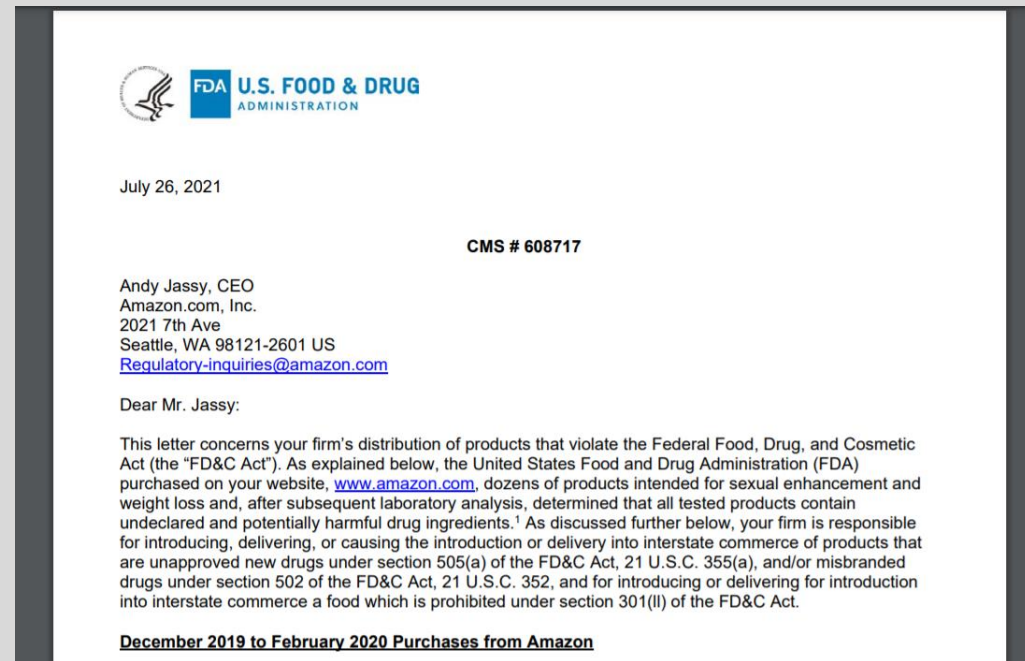 FDA U.S. FOOD & DRUG
ADMINISTRATION
July 26, 2021
CMS # 608717
Andy Jassy, CEO
Amazon.com, Inc.
2021 7th Ave
Seattle, WA 98121-2601 US
Regulatory-inquiries@amazon.com
Dear Mr. Jassy:
This letter concerns your firm's distribution of products that violate the Federal Food, Drug, and Cosmetic
Act (the “FD&C Act”). As explained below, the United States Food and Drug Administration (FDA)
purchased on your website, www.amazon.com, dozens of products intended for sexual enhancement and
weight loss and, after subsequent laboratory analysis, determined that all tested products contain
undeclared and potentially harmful drug ingredients.¹ As discussed further below, your firm is responsible
for introducing, delivering, or causing the introduction or delivery into interstate commerce of products that
are unapproved new drugs under section 505(a) of the FD&C Act, 21 U.S.C. 355(a), and/or misbranded
drugs under section 502 of the FD&C Act, 21 U.S.C. 352, and for introducing or delivering for introduction
into interstate commerce a food which is prohibited under section 301(ll) of the FD&C Act.
December 2019 to February 2020 Purchases from Amazon